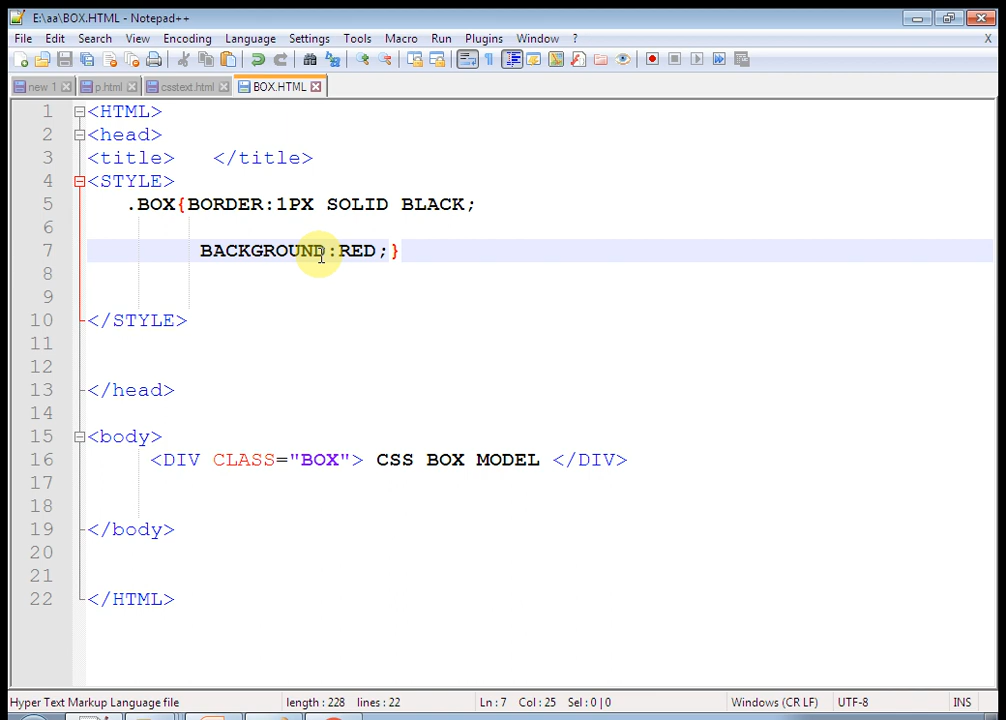 E:\aa\BOX.HTML - Notepad++
File Edit Search View Encoding Language Settings Tools Macro Run Plugins Window ? X
new 1 p.html csstext.html BOX.HTML
1 <HTML>
2 <head>
3 <title> </title>
4 <STYLE>
5 .BOX{BORDER:1PX SOLID BLACK;
6
7 BACKGROUND:RED;}
8
9
10 </STYLE>
11
12
13 </head>
14
15 <body>
16 <DIV CLASS="BOX"> CSS BOX MODEL </DIV>
17
18
19 </body>
20
21
22 </HTML>
Hyper Text Markup Language file length : 228 lines : 22 Ln : 7 Col : 25 Sel : 0 | 0 Windows (CR LF) UTF-8 INS